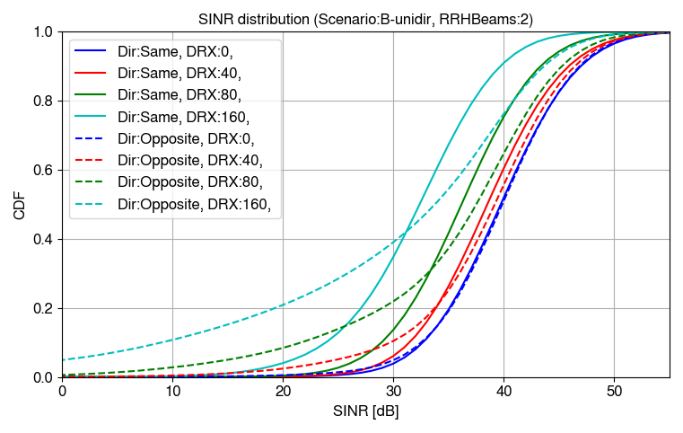 SINR distribution (Scenario:B-unidir, RRHBeams:2)
1.0
0.8
0.6
0.4
0.2
0.0
CDF
Dir:Same, DRX:0,
Dir:Same, DRX:40,
Dir:Same, DRX:80,
Dir:Same, DRX:160,
Dir:Opposite, DRX:0,
Dir:Opposite, DRX:40,
Dir:Opposite, DRX:80,
Dir:Opposite, DRX:160,
0 10 20 30 40 50
SINR [dB]